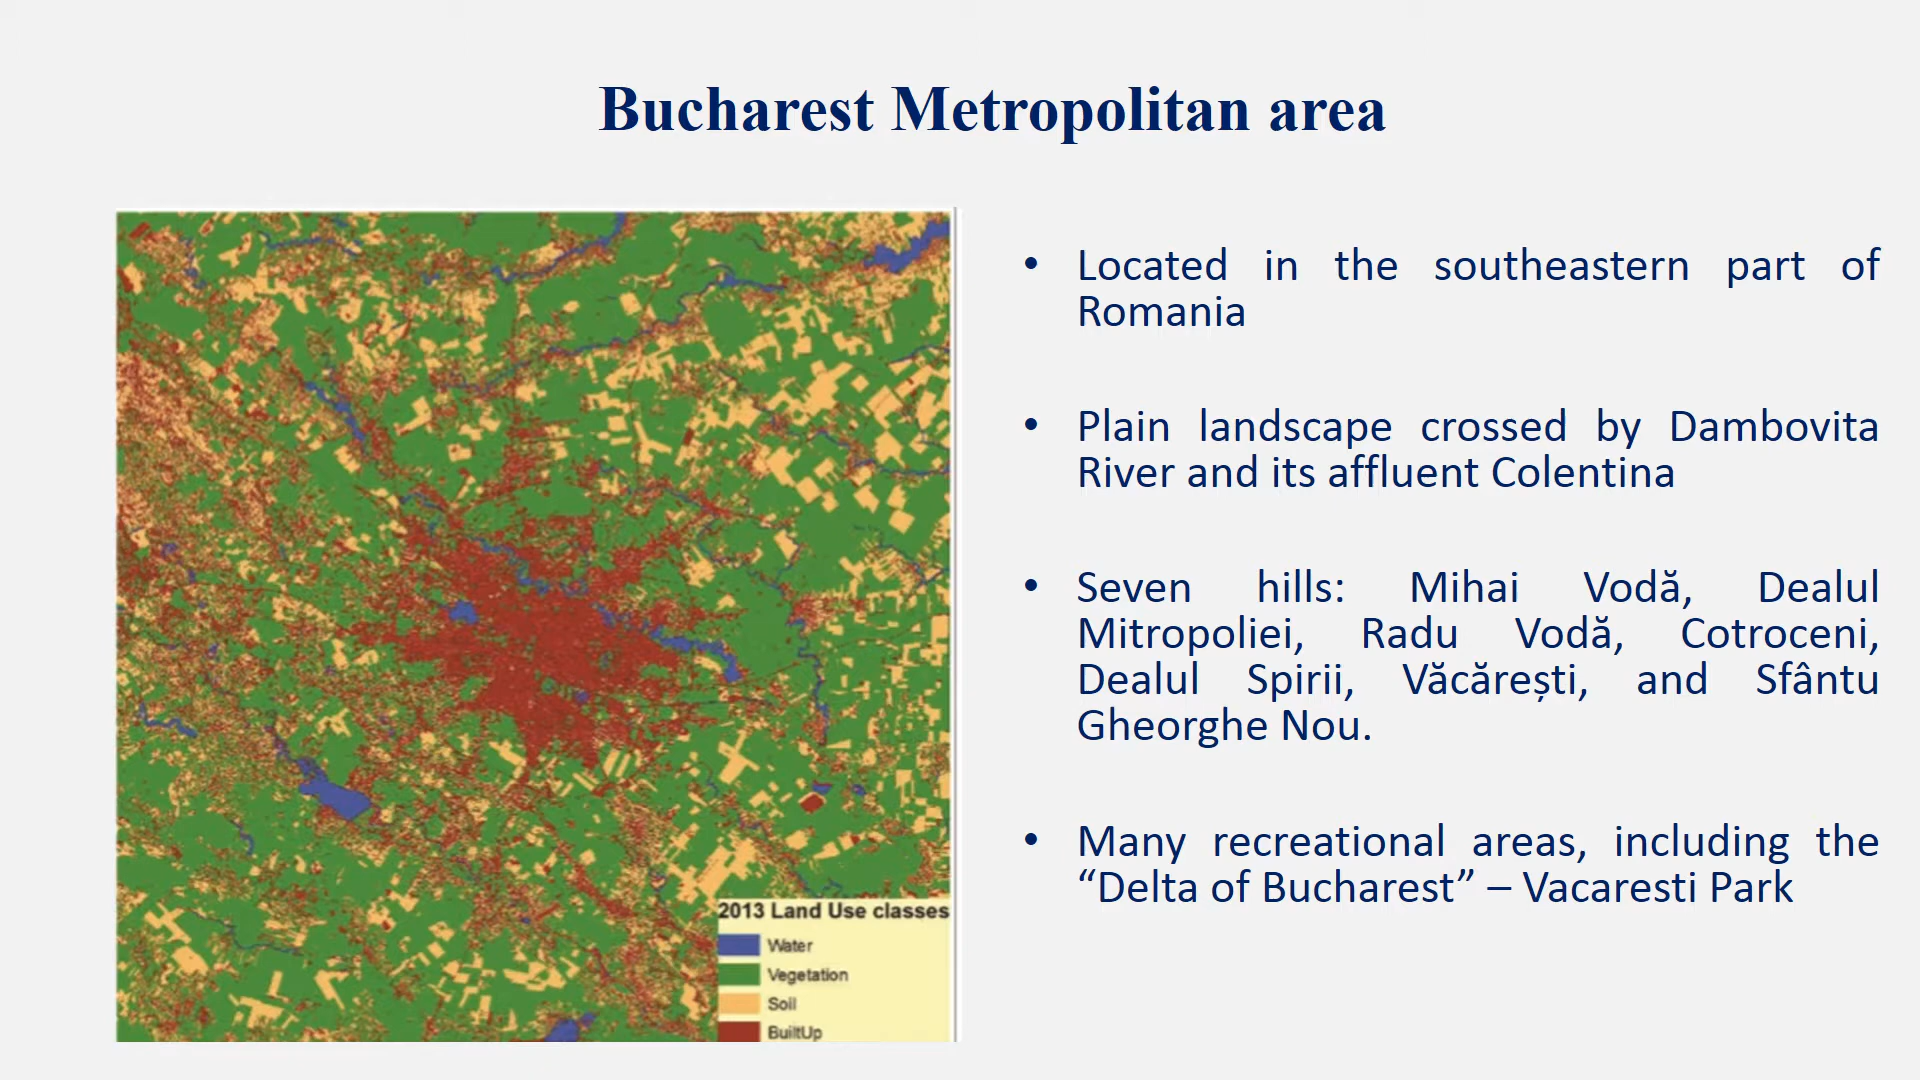 Bucharest Metropolitan area
• Located in the southeastern part of
Romania
• Plain landscape crossed by Dambovita
River and its affluent Colentina
• Seven hills: Mihai Vodă, Dealul
Mitropoliei, Radu Vodă, Cotroceni,
Dealul Spirii, Văcărești, and Sfântu
Gheorghe Nou.
• Many recreational areas, including the
“Delta of Bucharest” – Vacaresti Park
2013 Land Use classes
Water
Vegetation
Soil
BuiltUp